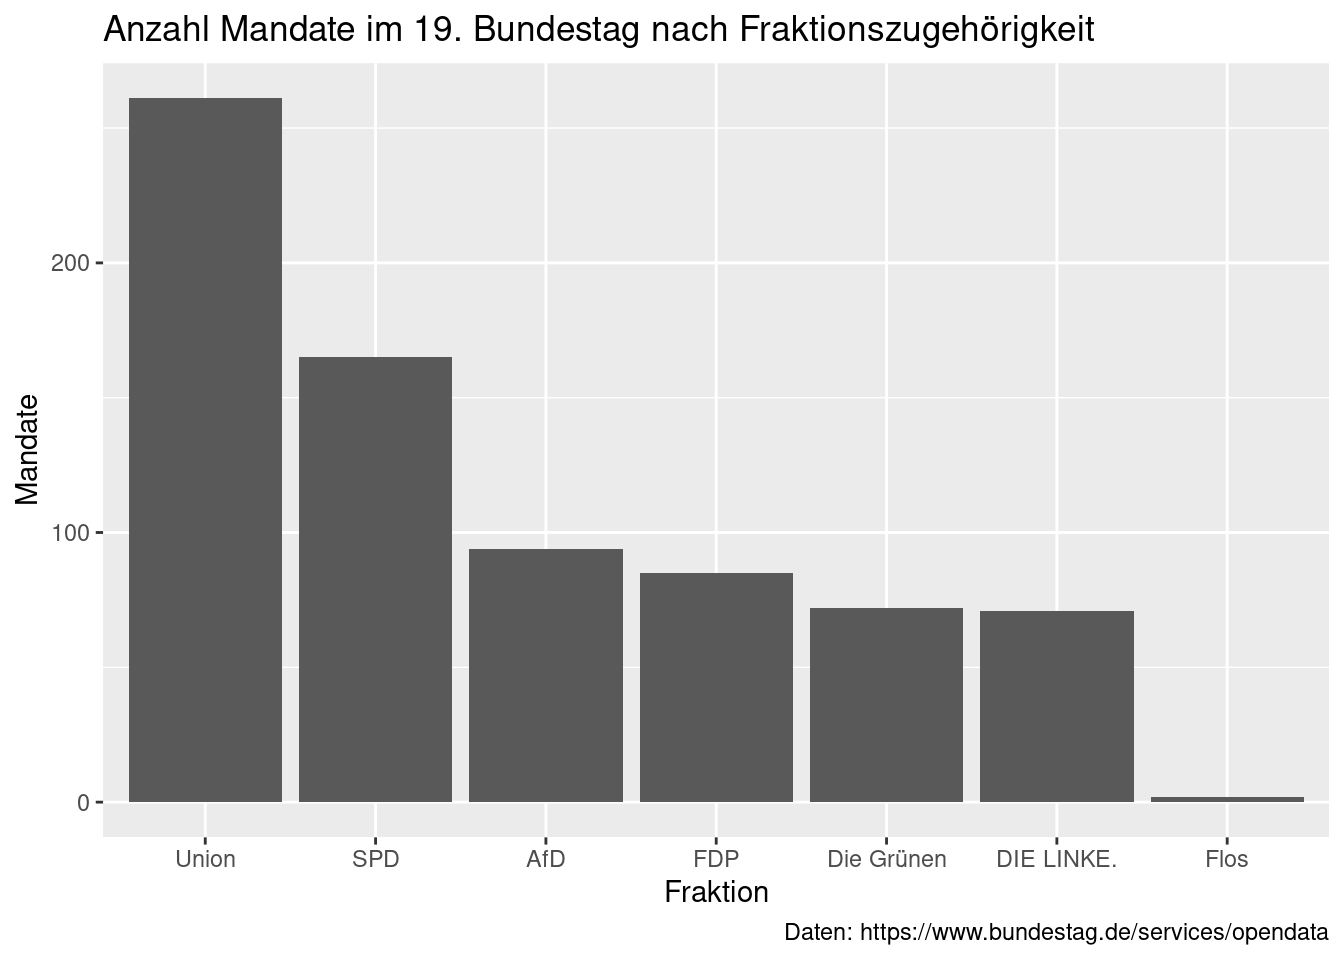 Anzahl Mandate im 19. Bundestag nach Fraktionszugehörigkeit
Mandate
200
100
0
Union SPD AfD FDP Die Grünen DIE LINKE. Flos
Fraktion
Daten: https://www.bundestag.de/services/opendata